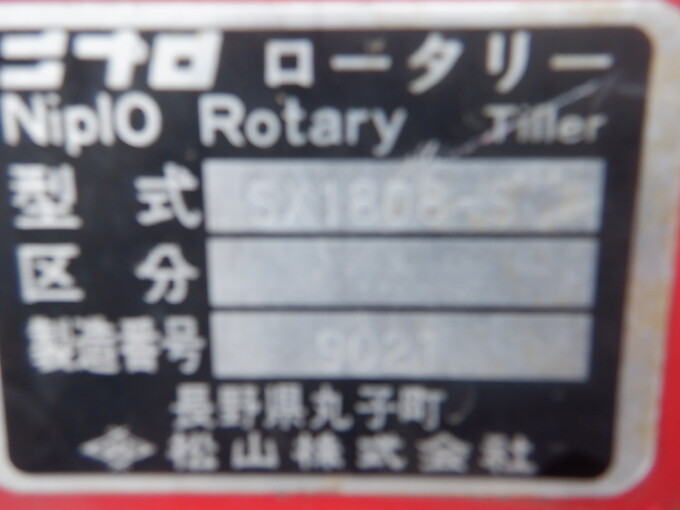 ニプロ ロータリー
NiplO Rotary Tiller
型式 SX1808-S
区分
製造番号 9021
長野県丸子町
松山株式会社